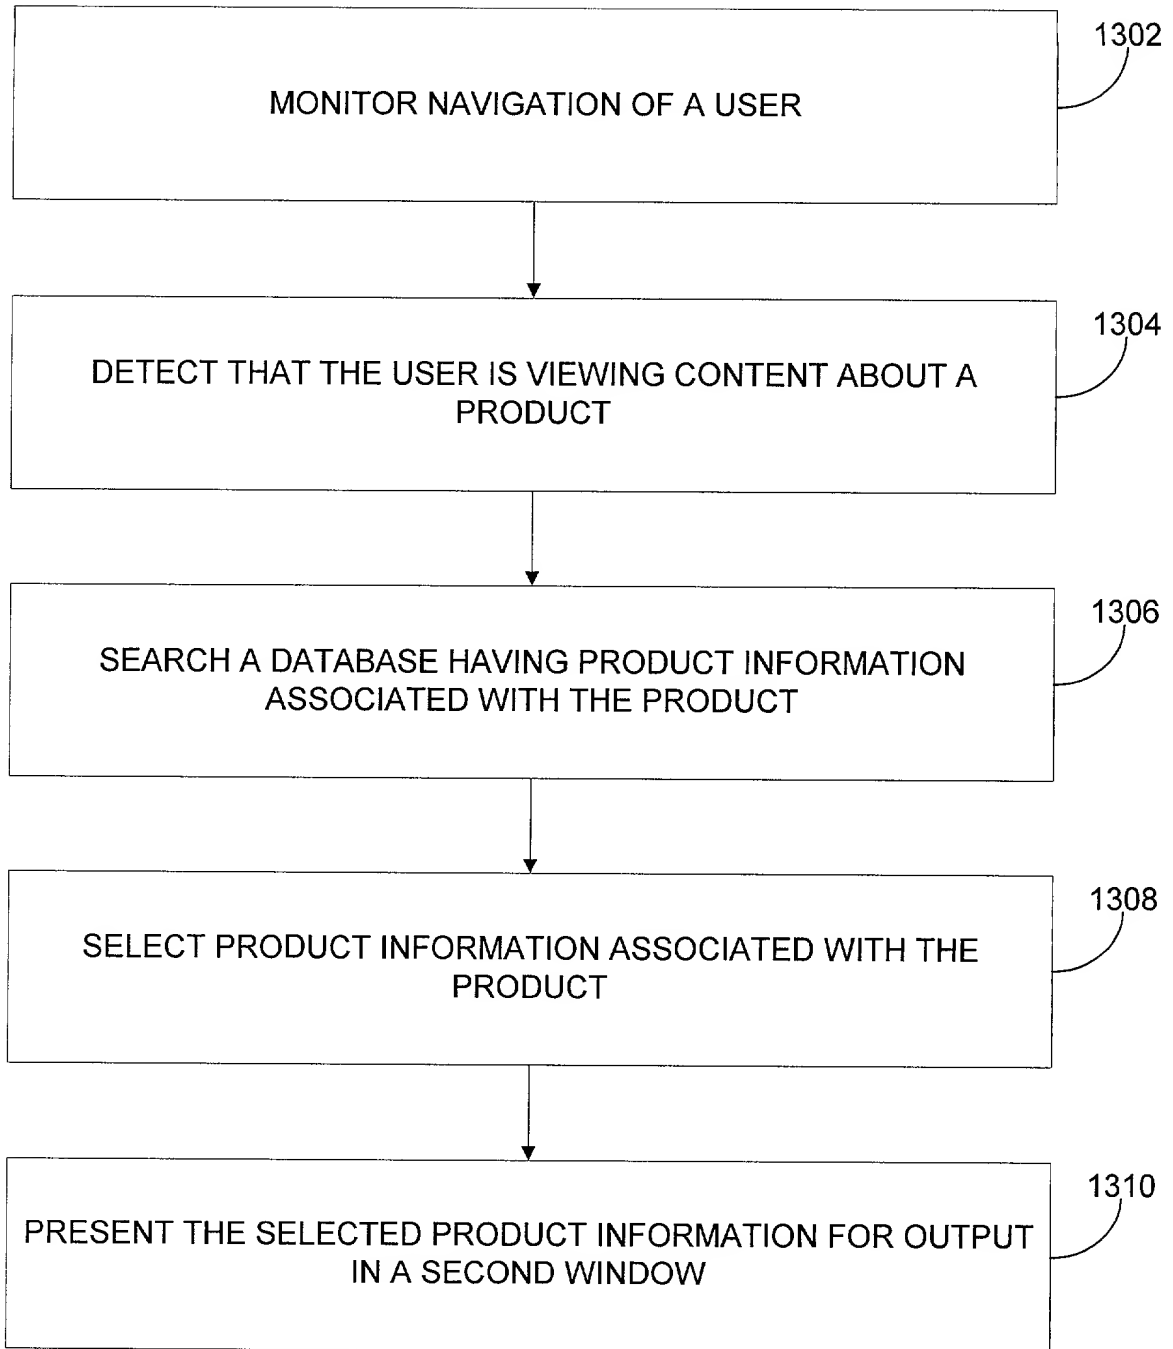 1302
MONITOR NAVIGATION OF A USER
1304
DETECT THAT THE USER IS VIEWING CONTENT ABOUT A
PRODUCT
1306
SEARCH A DATABASE HAVING PRODUCT INFORMATION
ASSOCIATED WITH THE PRODUCT
1308
SELECT PRODUCT INFORMATION ASSOCIATED WITH THE
PRODUCT
1310
PRESENT THE SELECTED PRODUCT INFORMATION FOR OUTPUT
IN A SECOND WINDOW